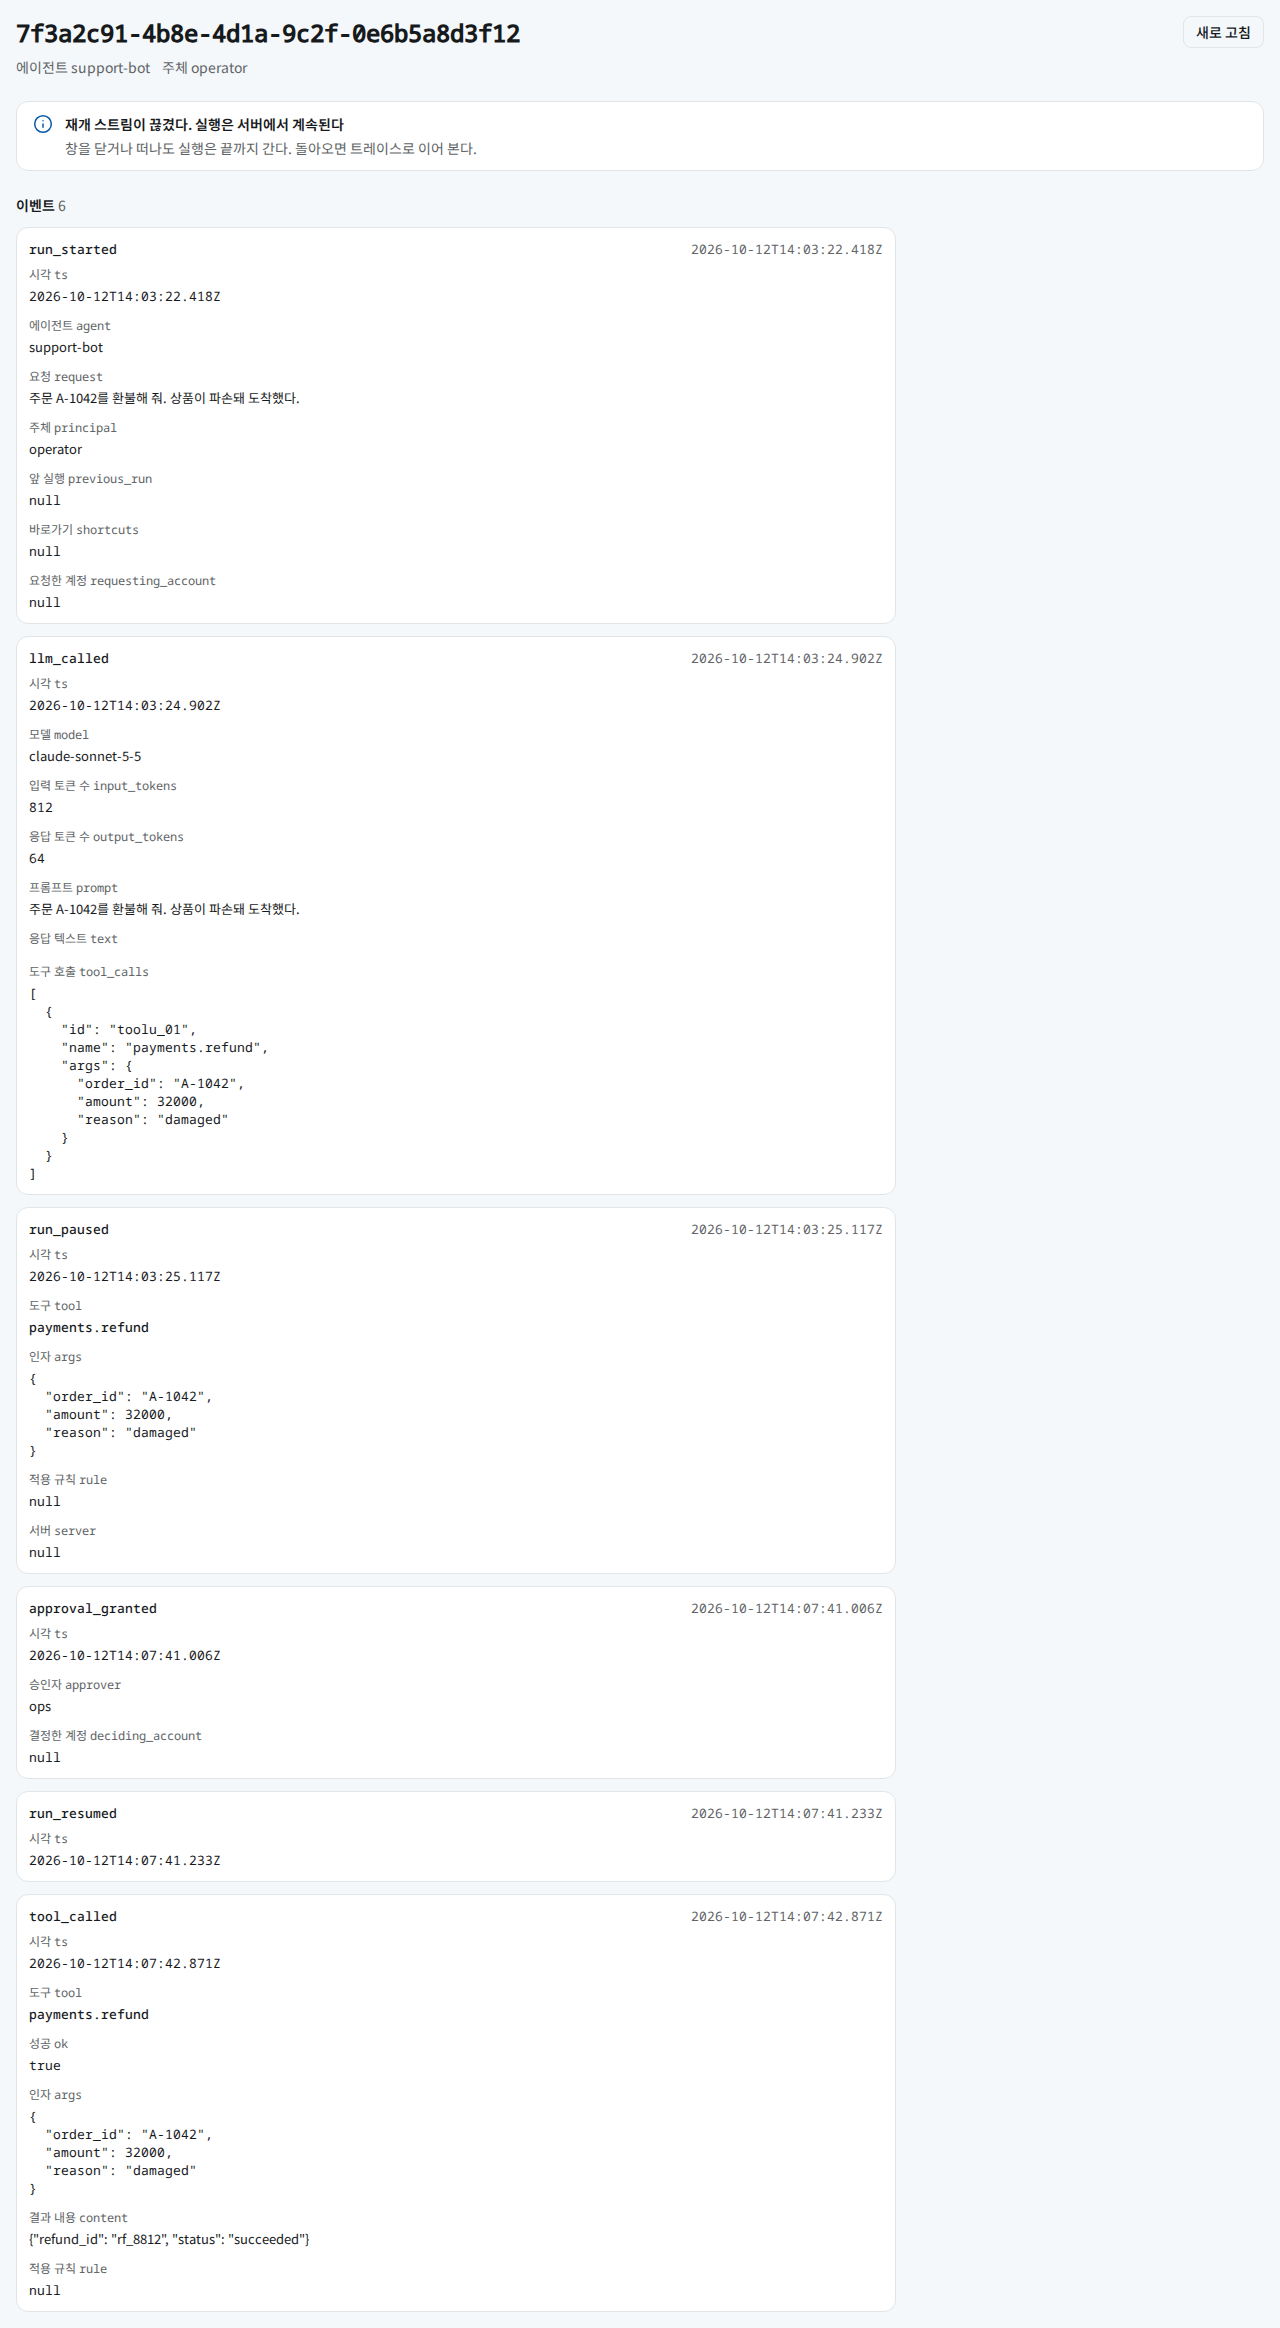 7f3a2c91-4b8e-4d1a-9c2f-0e6b5a8d3f12
새로 고침
에이전트 support-bot 주체 operator
재개 스트림이 끊겼다. 실행은 서버에서 계속된다
창을 닫거나 떠나도 실행은 끝까지 간다. 돌아오면 트레이스로 이어 본다.
이벤트 6
run_started 2026-10-12T14:03:22.418Z
시각 ts
2026-10-12T14:03:22.418Z
에이전트 agent
support-bot
요청 request
주문 A-1042를 환불해 줘. 상품이 파손돼 도착했다.
주체 principal
operator
앞 실행 previous_run
null
바로가기 shortcuts
null
요청한 계정 requesting_account
null
llm_called 2026-10-12T14:03:24.902Z
시각 ts
2026-10-12T14:03:24.902Z
모델 model
claude-sonnet-5-5
입력 토큰 수 input_tokens
812
응답 토큰 수 output_tokens
64
프롬프트 prompt
주문 A-1042를 환불해 줘. 상품이 파손돼 도착했다.
응답 텍스트 text
도구 호출 tool_calls
[
{
"id": "toolu_01",
"name": "payments.refund",
"args": {
"order_id": "A-1042",
"amount": 32000,
"reason": "damaged"
}
}
]
run_paused 2026-10-12T14:03:25.117Z
시각 ts
2026-10-12T14:03:25.117Z
도구 tool
payments.refund
인자 args
{
"order_id": "A-1042",
"amount": 32000,
"reason": "damaged"
}
적용 규칙 rule
null
서버 server
null
approval_granted 2026-10-12T14:07:41.006Z
시각 ts
2026-10-12T14:07:41.006Z
승인자 approver
ops
결정한 계정 deciding_account
null
run_resumed 2026-10-12T14:07:41.233Z
시각 ts
2026-10-12T14:07:41.233Z
tool_called 2026-10-12T14:07:42.871Z
시각 ts
2026-10-12T14:07:42.871Z
도구 tool
payments.refund
성공 ok
true
인자 args
{
"order_id": "A-1042",
"amount": 32000,
"reason": "damaged"
}
결과 내용 content
{"refund_id": "rf_8812", "status": "succeeded"}
적용 규칙 rule
null